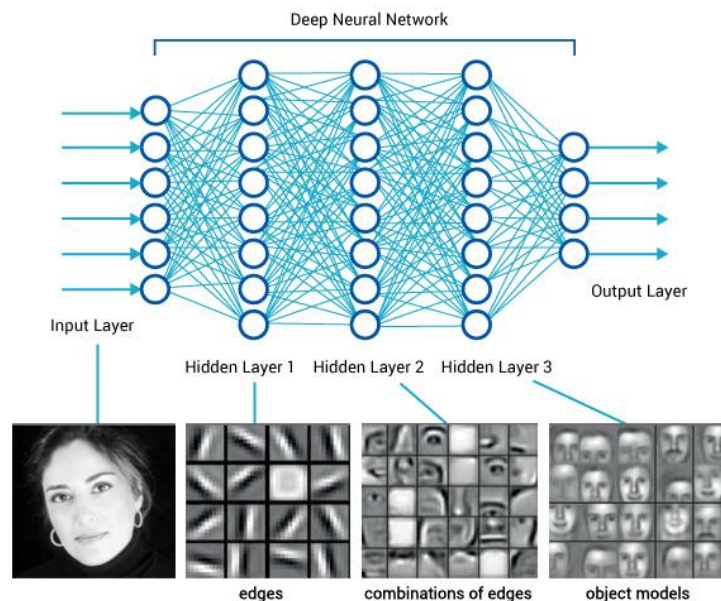 Deep Neural Network
Input Layer
Output Layer
Hidden Layer 1
Hidden Layer 2
Hidden Layer 3
edges
combinations of edges
object models